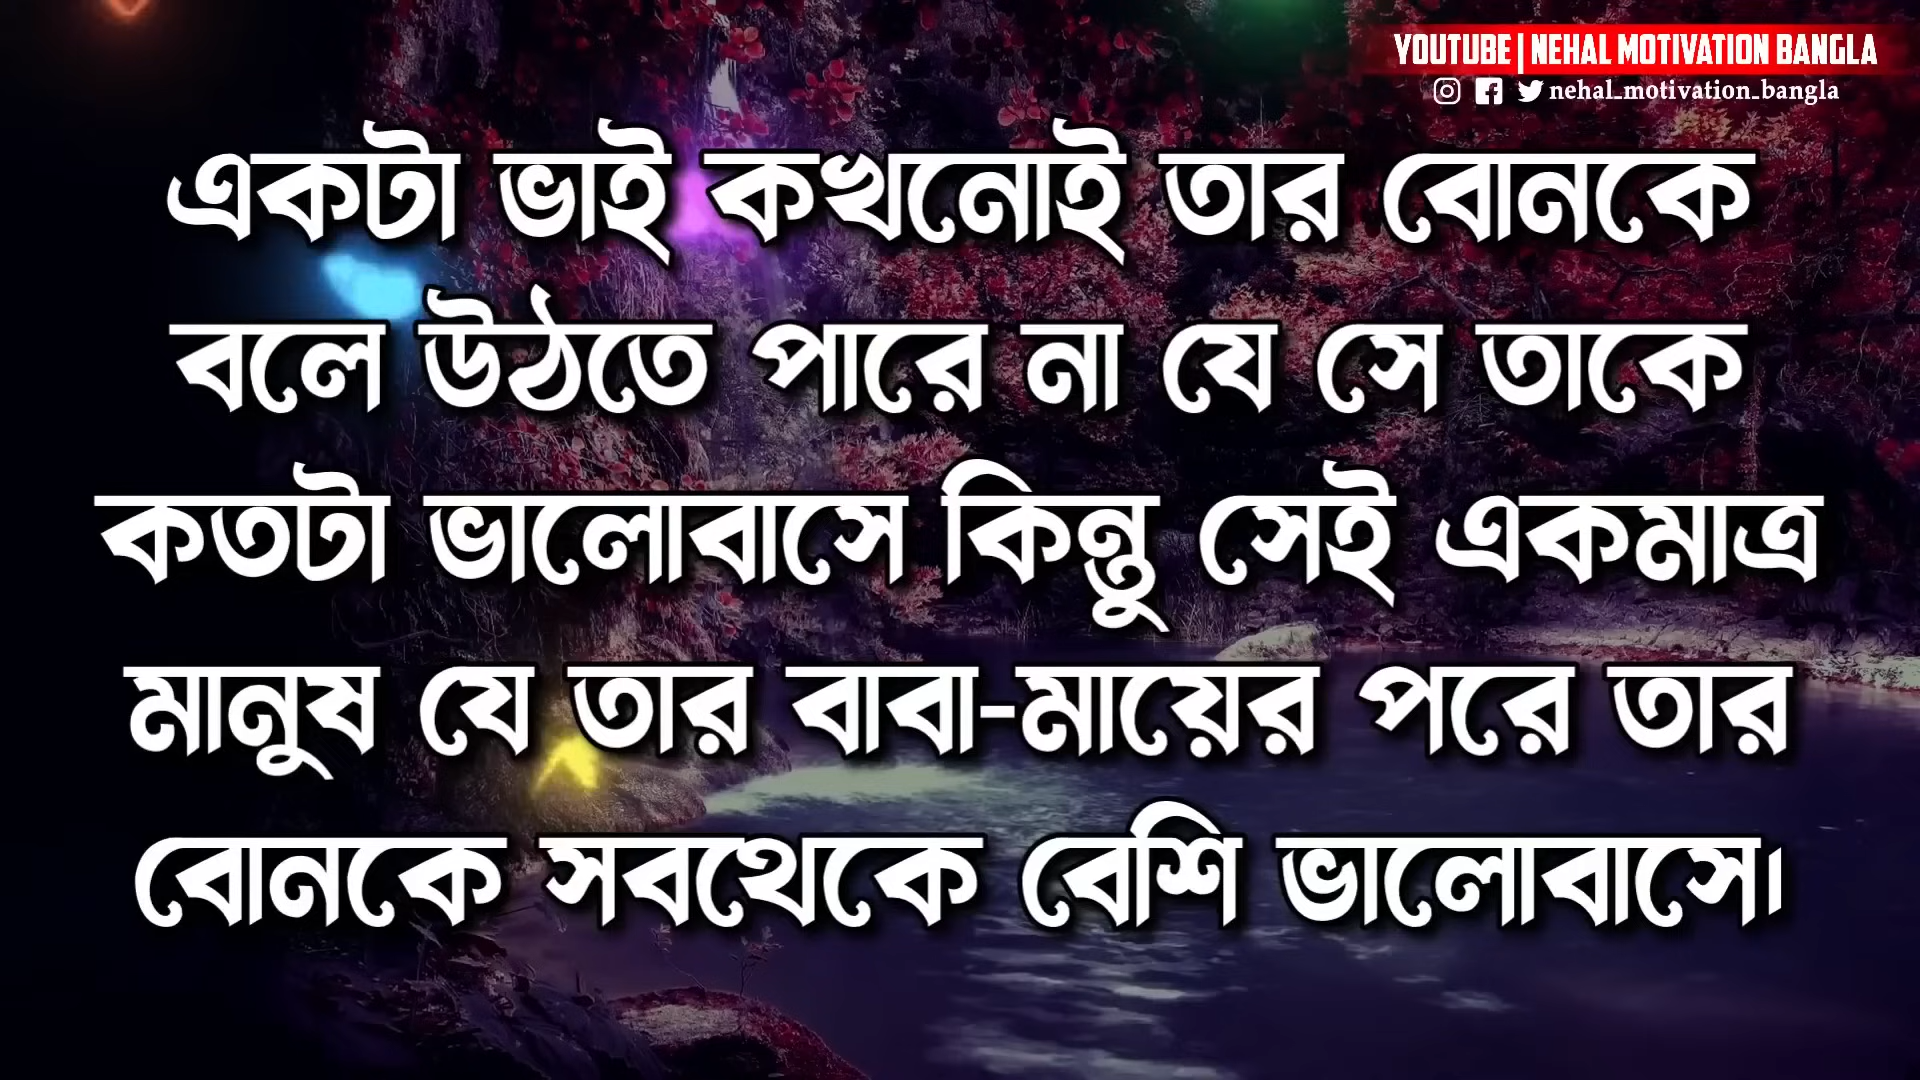 YOUTUBE | NEHAL MOTIVATION BANGLA
nehal_motivation_bangla
একটা ভাই কখনোই তার বোনকে
বলে উঠতে পারে না যে সে তাকে
কতটা ভালোবাসে কিন্তু সেই একমাত্র
মানুষ যে তার বাবা-মায়ের পরে তার
বোনকে সবথেকে বেশি ভালোবাসে।